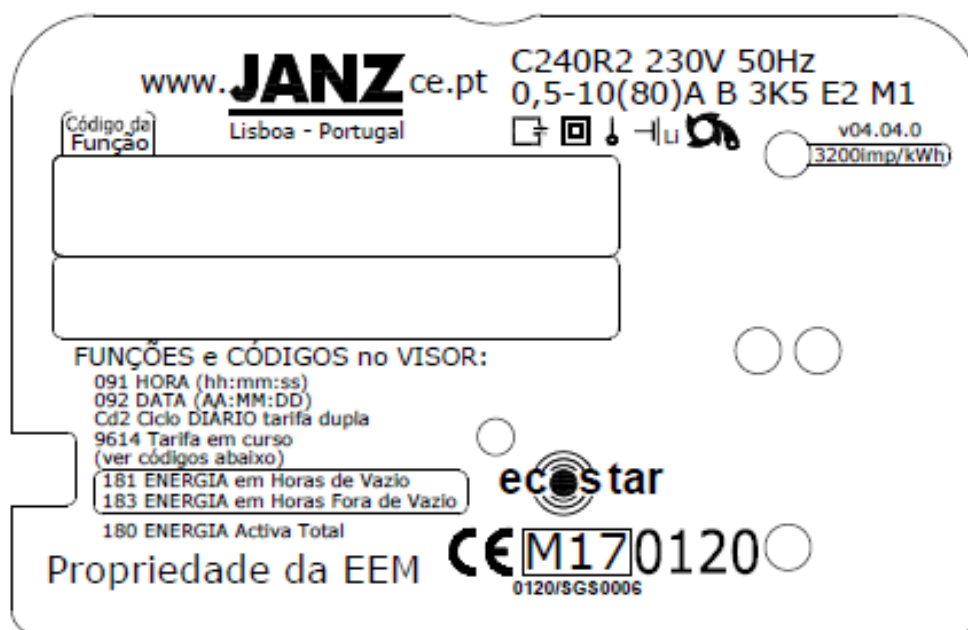 www.JANZce.pt
Lisboa - Portugal
C240R2 230V 50Hz
0,5-10(80)A B 3K5 E2 M1
Li
v04.04.0
3200imp/kWh
Código da
Função
FUNÇÕES e CÓDIGOS no VISOR:
091 HORA (hh:mm:ss)
092 DATA (AA:MM:DD)
Cd2 Ciclo DIÁRIO tarifa dupla
9614 Tarifa em curso
(ver códigos abaixo)
181 ENERGIA em Horas de Vazio
183 ENERGIA em Horas Fora de Vazio
180 ENERGIA Activa Total
ecostar
Propriedade da EEM
CE M17 0120
0120/SGS0006